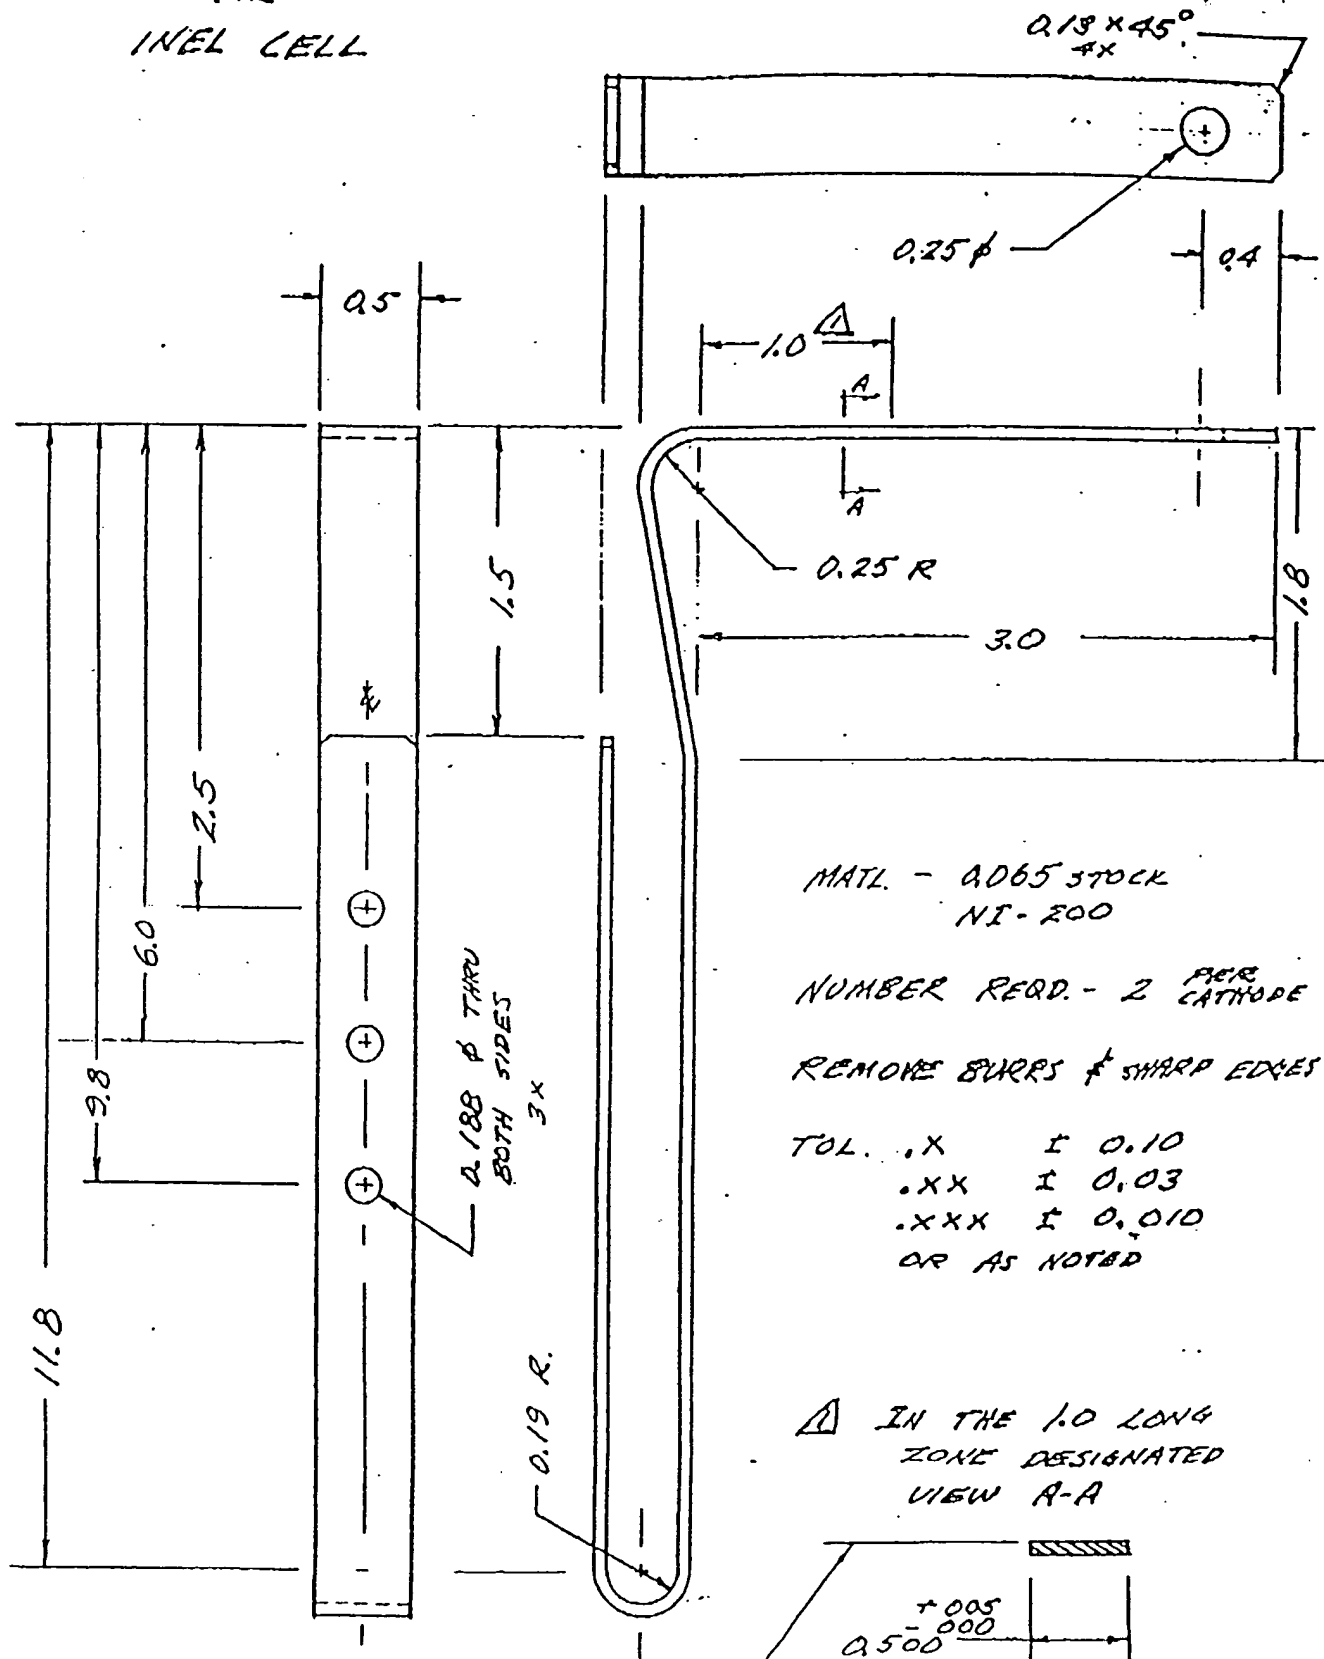 INEL CELL
0.13 X 45°
4X
0.25 ϕ
0.4
0.5
1.0 1
A
A
0.25 R
1.5
1.8
3.0
2.5
6.0
9.8
11.8
0.188 ϕ THRU
BOTH SIDES
3X
0.19 R.
MATL. - 0.065 STOCK
NI-200
NUMBER REQD. - 2 PER
CATHODE
REMOVE BURRS & SHARP EDGES
TOL. .X ± 0.10
.XX ± 0.03
.XXX ± 0.010
OR AS NOTED
1 IN THE 1.0 LONG
ZONE DESIGNATED
VIEW A-A
+.005
-.000
0.500